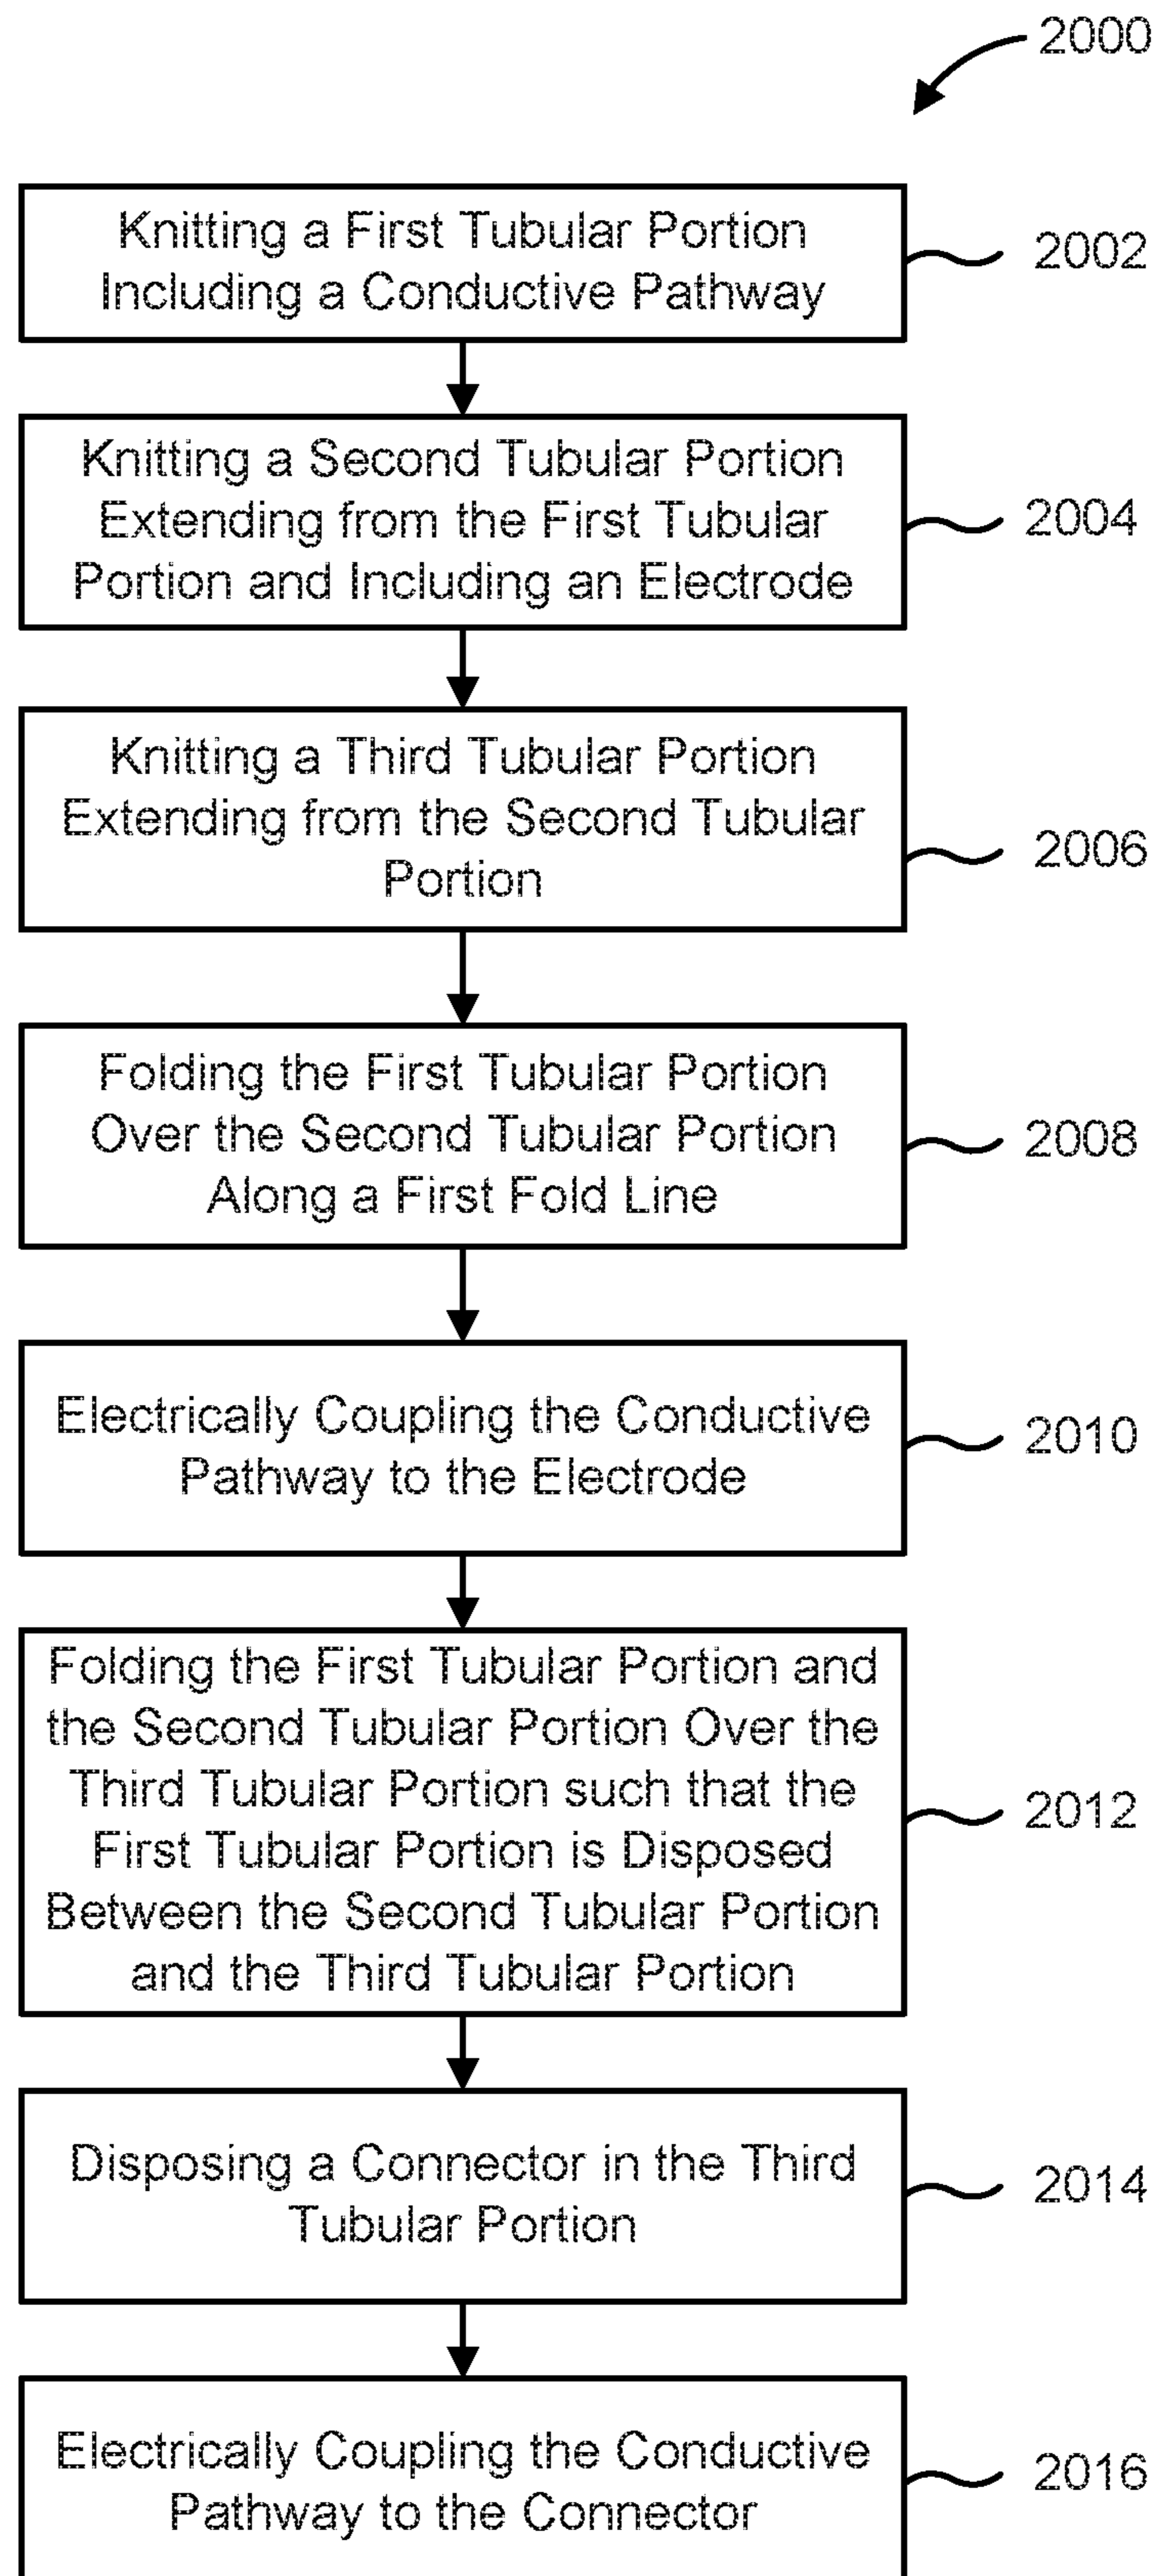 2000
Knitting a First Tubular Portion
Including a Conductive Pathway
2002
Knitting a Second Tubular Portion
Extending from the First Tubular
Portion and Including an Electrode
2004
Knitting a Third Tubular Portion
Extending from the Second Tubular
Portion
2006
Folding the First Tubular Portion
Over the Second Tubular Portion
Along a First Fold Line
2008
Electrically Coupling the Conductive
Pathway to the Electrode
2010
Folding the First Tubular Portion and
the Second Tubular Portion Over the
Third Tubular Portion such that the
First Tubular Portion is Disposed
Between the Second Tubular Portion
and the Third Tubular Portion
2012
Disposing a Connector in the Third
Tubular Portion
2014
Electrically Coupling the Conductive
Pathway to the Connector
2016